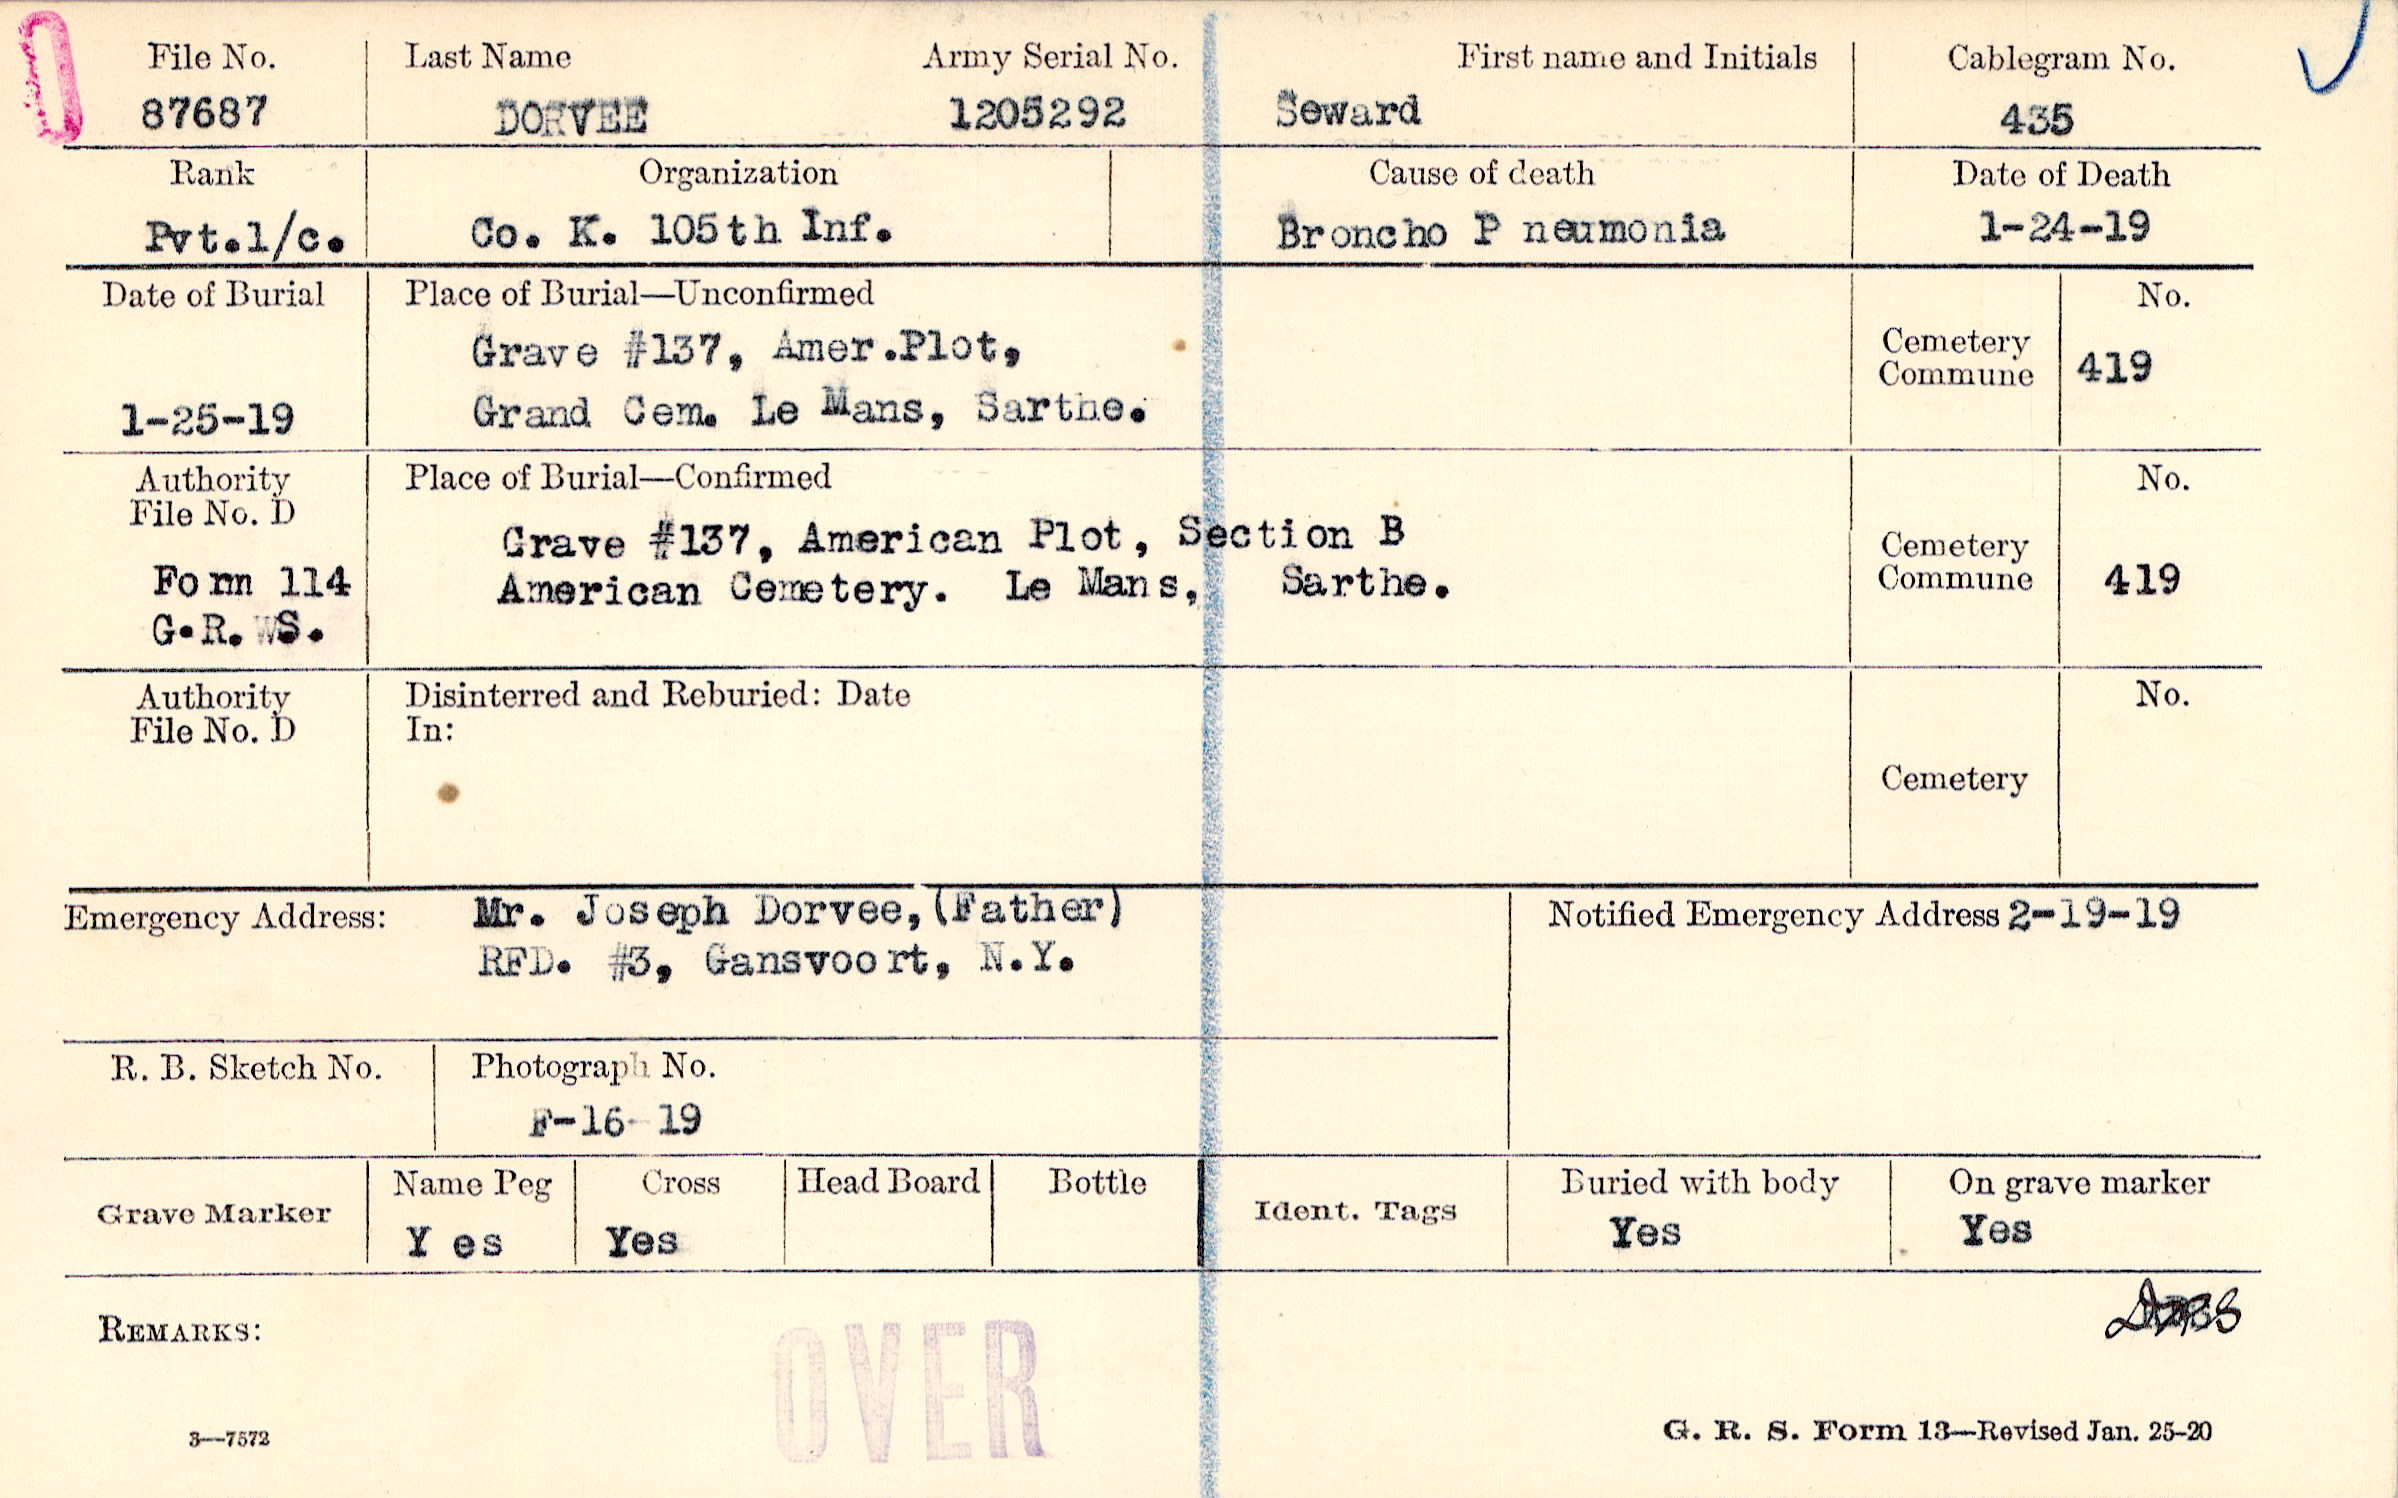 File No. Last Name Army Serial No. First name and Initials Cablegram No.
87687 DORVEE 1205292 Seward 435
Rank Organization Cause of death Date of Death
Pvt.1/c. Co. K. 105th Inf. Broncho P neumonia 1-24-19
Date of Burial Place of Burial—Unconfirmed No.
Grave #137, Amer.Plot,
Cemetery
Commune 419
1-25-19 Grand Cem. Le Mans, Sarthe.
Authority Place of Burial—Confirmed No.
File No. D
Grave #137, American Plot, Section B
Cemetery
Form 114 American Cemetery. Le Mans, Sarthe. Commune 419
G.R.S.
Authority Disinterred and Reburied: Date No.
File No. D In:
Cemetery
Emergency Address: Mr. Joseph Dorvee,(Father) Notified Emergency Address 2-19-19
RFD. #3, Gansvoort, N.Y.
R. B. Sketch No. Photograph No.
F-16-19
Grave Marker Name Peg Cross Head Board Bottle Ident. Tags Buried with body On grave marker
Y es Yes Yes Yes
REMARKS:
OVER
3—7572 G. R. S. Form 13—Revised Jan. 25-20